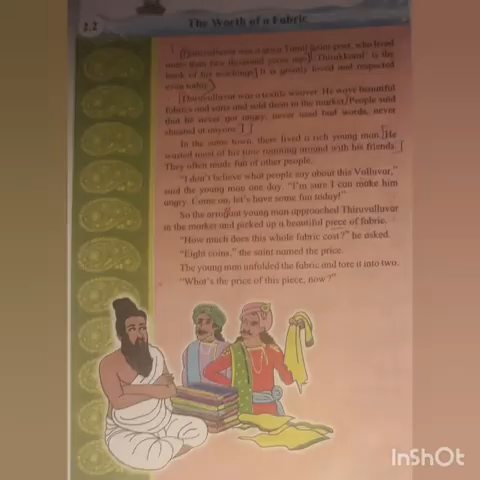 2.2
The Worth of a Fabric
Thiruvalluvar was a great Tamil Saint poet, who lived
more than two thousand years ago. 'Thirukkural' is the
book of his teachings. It is greatly loved and respected
even today.
Thiruvalluvar was a textile weaver. He wove beautiful
fabrics and saris and sold them in the market. People said
that he never got angry, never used bad words, never
shouted at anyone.
In the same town, there lived a rich young man. He
wasted most of his time roaming around with his friends.
They often made fun of other people.
"I don't believe what people say about this Valluvar,"
said the young man one day. "I'm sure I can make him
angry. Come on, let's have some fun today!"
So the arrogant young man approached Thiruvalluvar
in the market and picked up a beautiful piece of fabric.
"How much does this whole fabric cost?" he asked.
"Eight coins," the saint named the price.
The young man unfolded the fabric and tore it into two.
"What's the price of this piece, now?"
InShOt